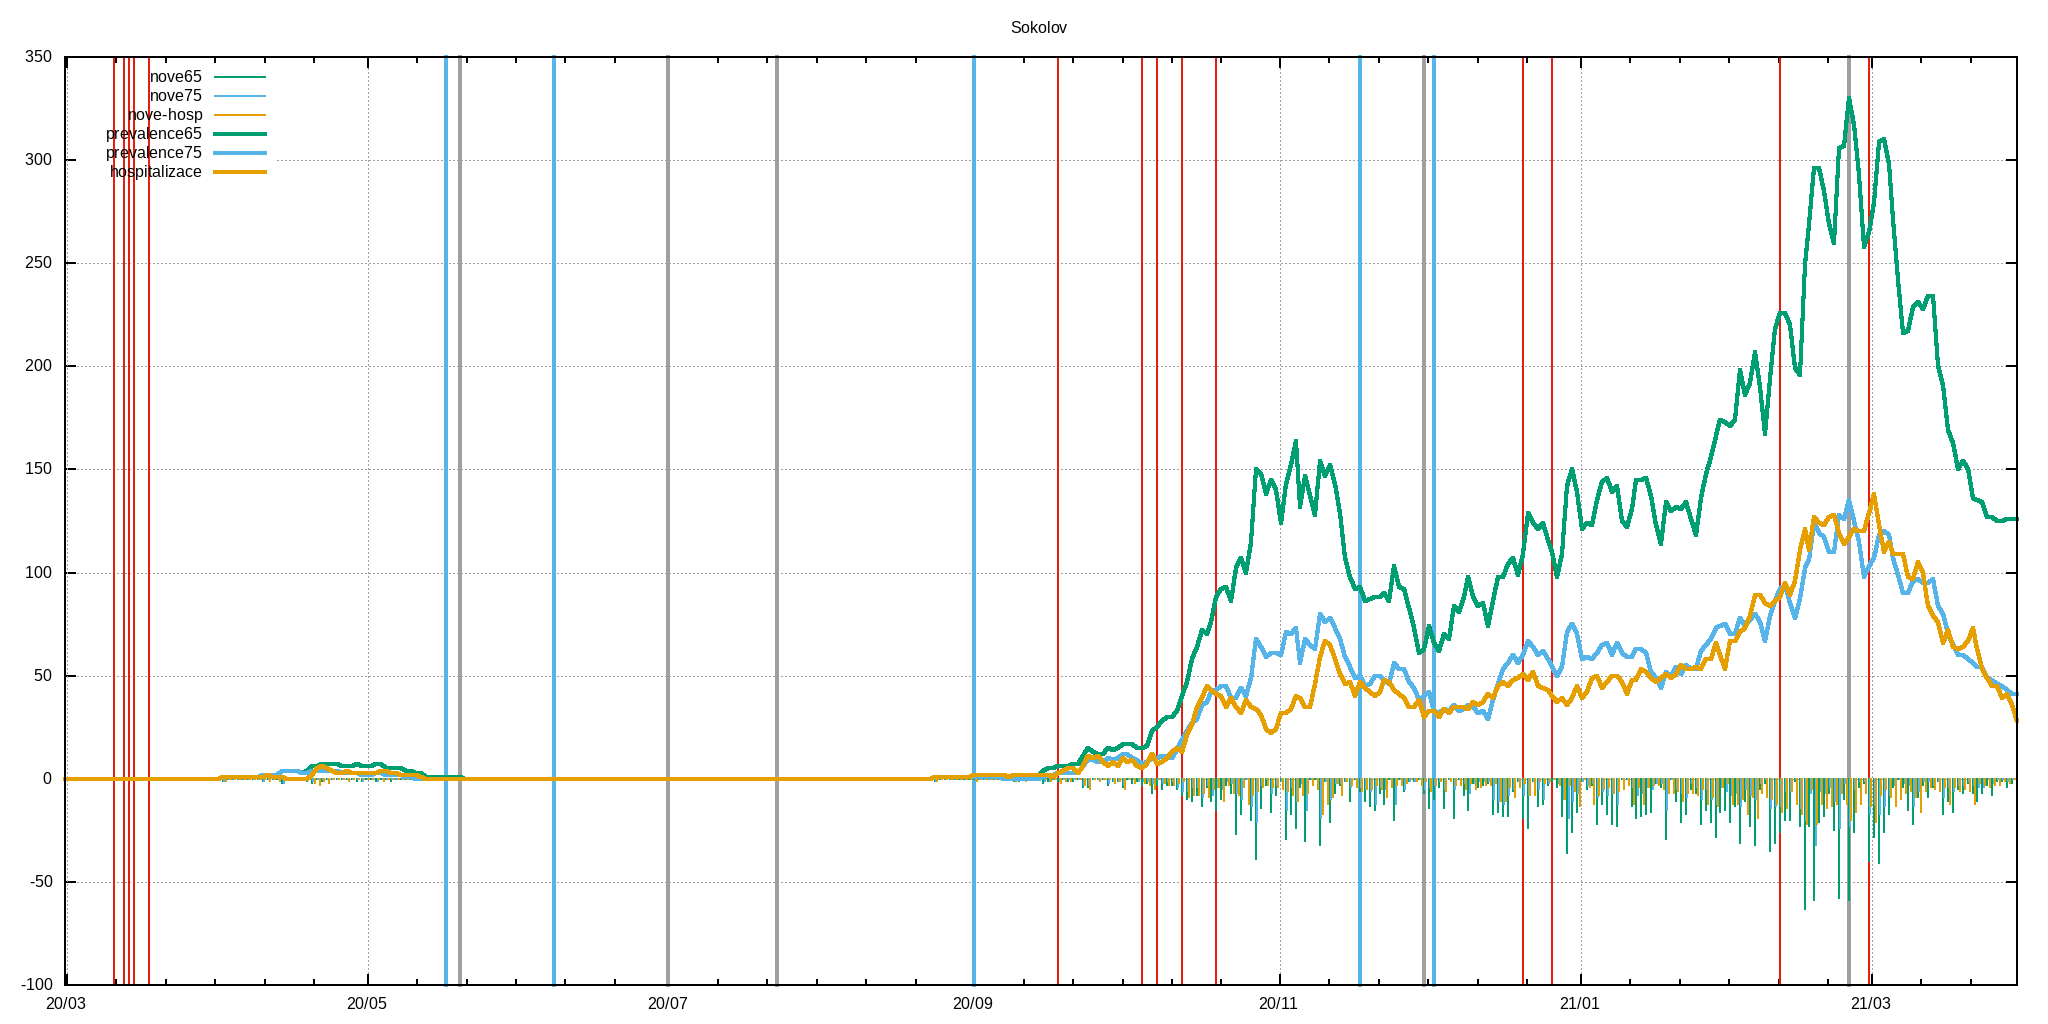 Sokolov
350
300
250
200
150
100
50
0
-50
-100
nove65
nove75
nove-hosp
prevalence65
prevalence75
hospitalizace
20/03 20/05 20/07 20/09 20/11 21/01 21/03